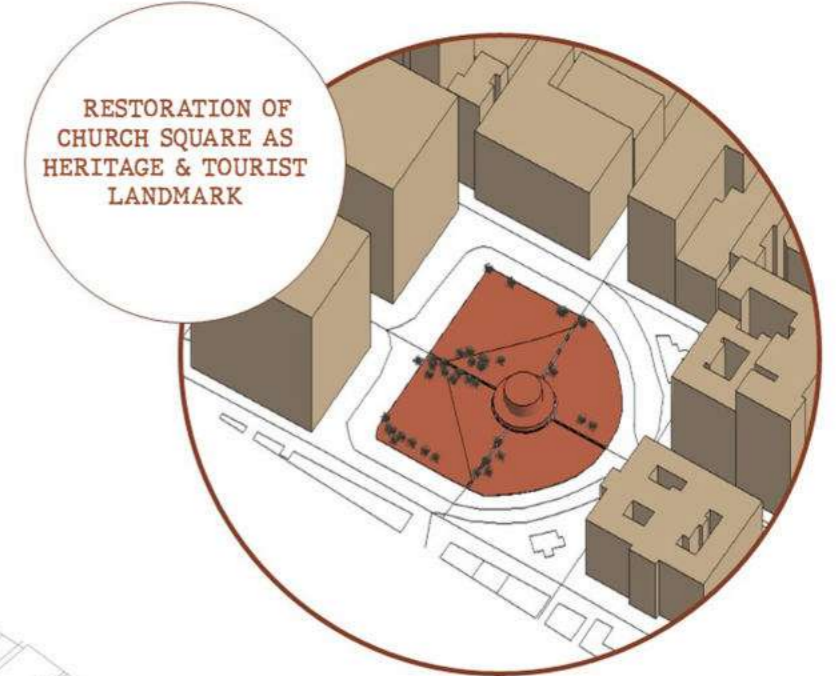 RESTORATION OF
CHURCH SQUARE AS
HERITAGE & TOURIST
LANDMARK